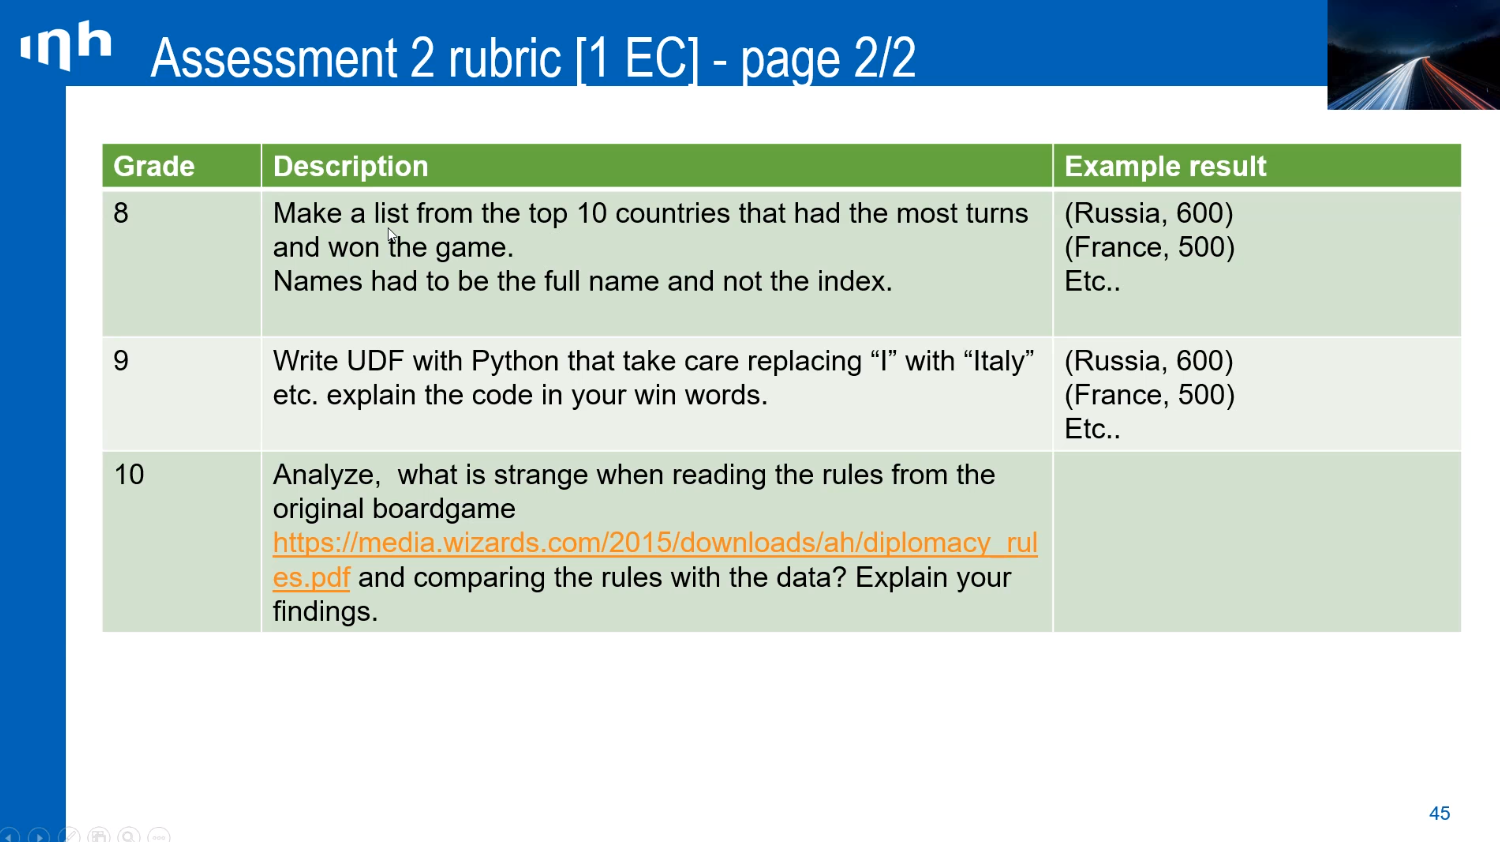 inh
Assessment 2 rubric [1 EC] - page 2/2
Grade
Description
Example result
8
Make a list from the top 10 countries that had the most turns
and won the game.
Names had to be the full name and not the index.
(Russia, 600)
(France, 500)
Etc..
9
Write UDF with Python that take care replacing “I” with “Italy”
etc. explain the code in your win words.
(Russia, 600)
(France, 500)
Etc..
10
Analyze,  what is strange when reading the rules from the
original boardgame
https://media.wizards.com/2015/downloads/ah/diplomacy_rul
es.pdf and comparing the rules with the data? Explain your
findings.
45